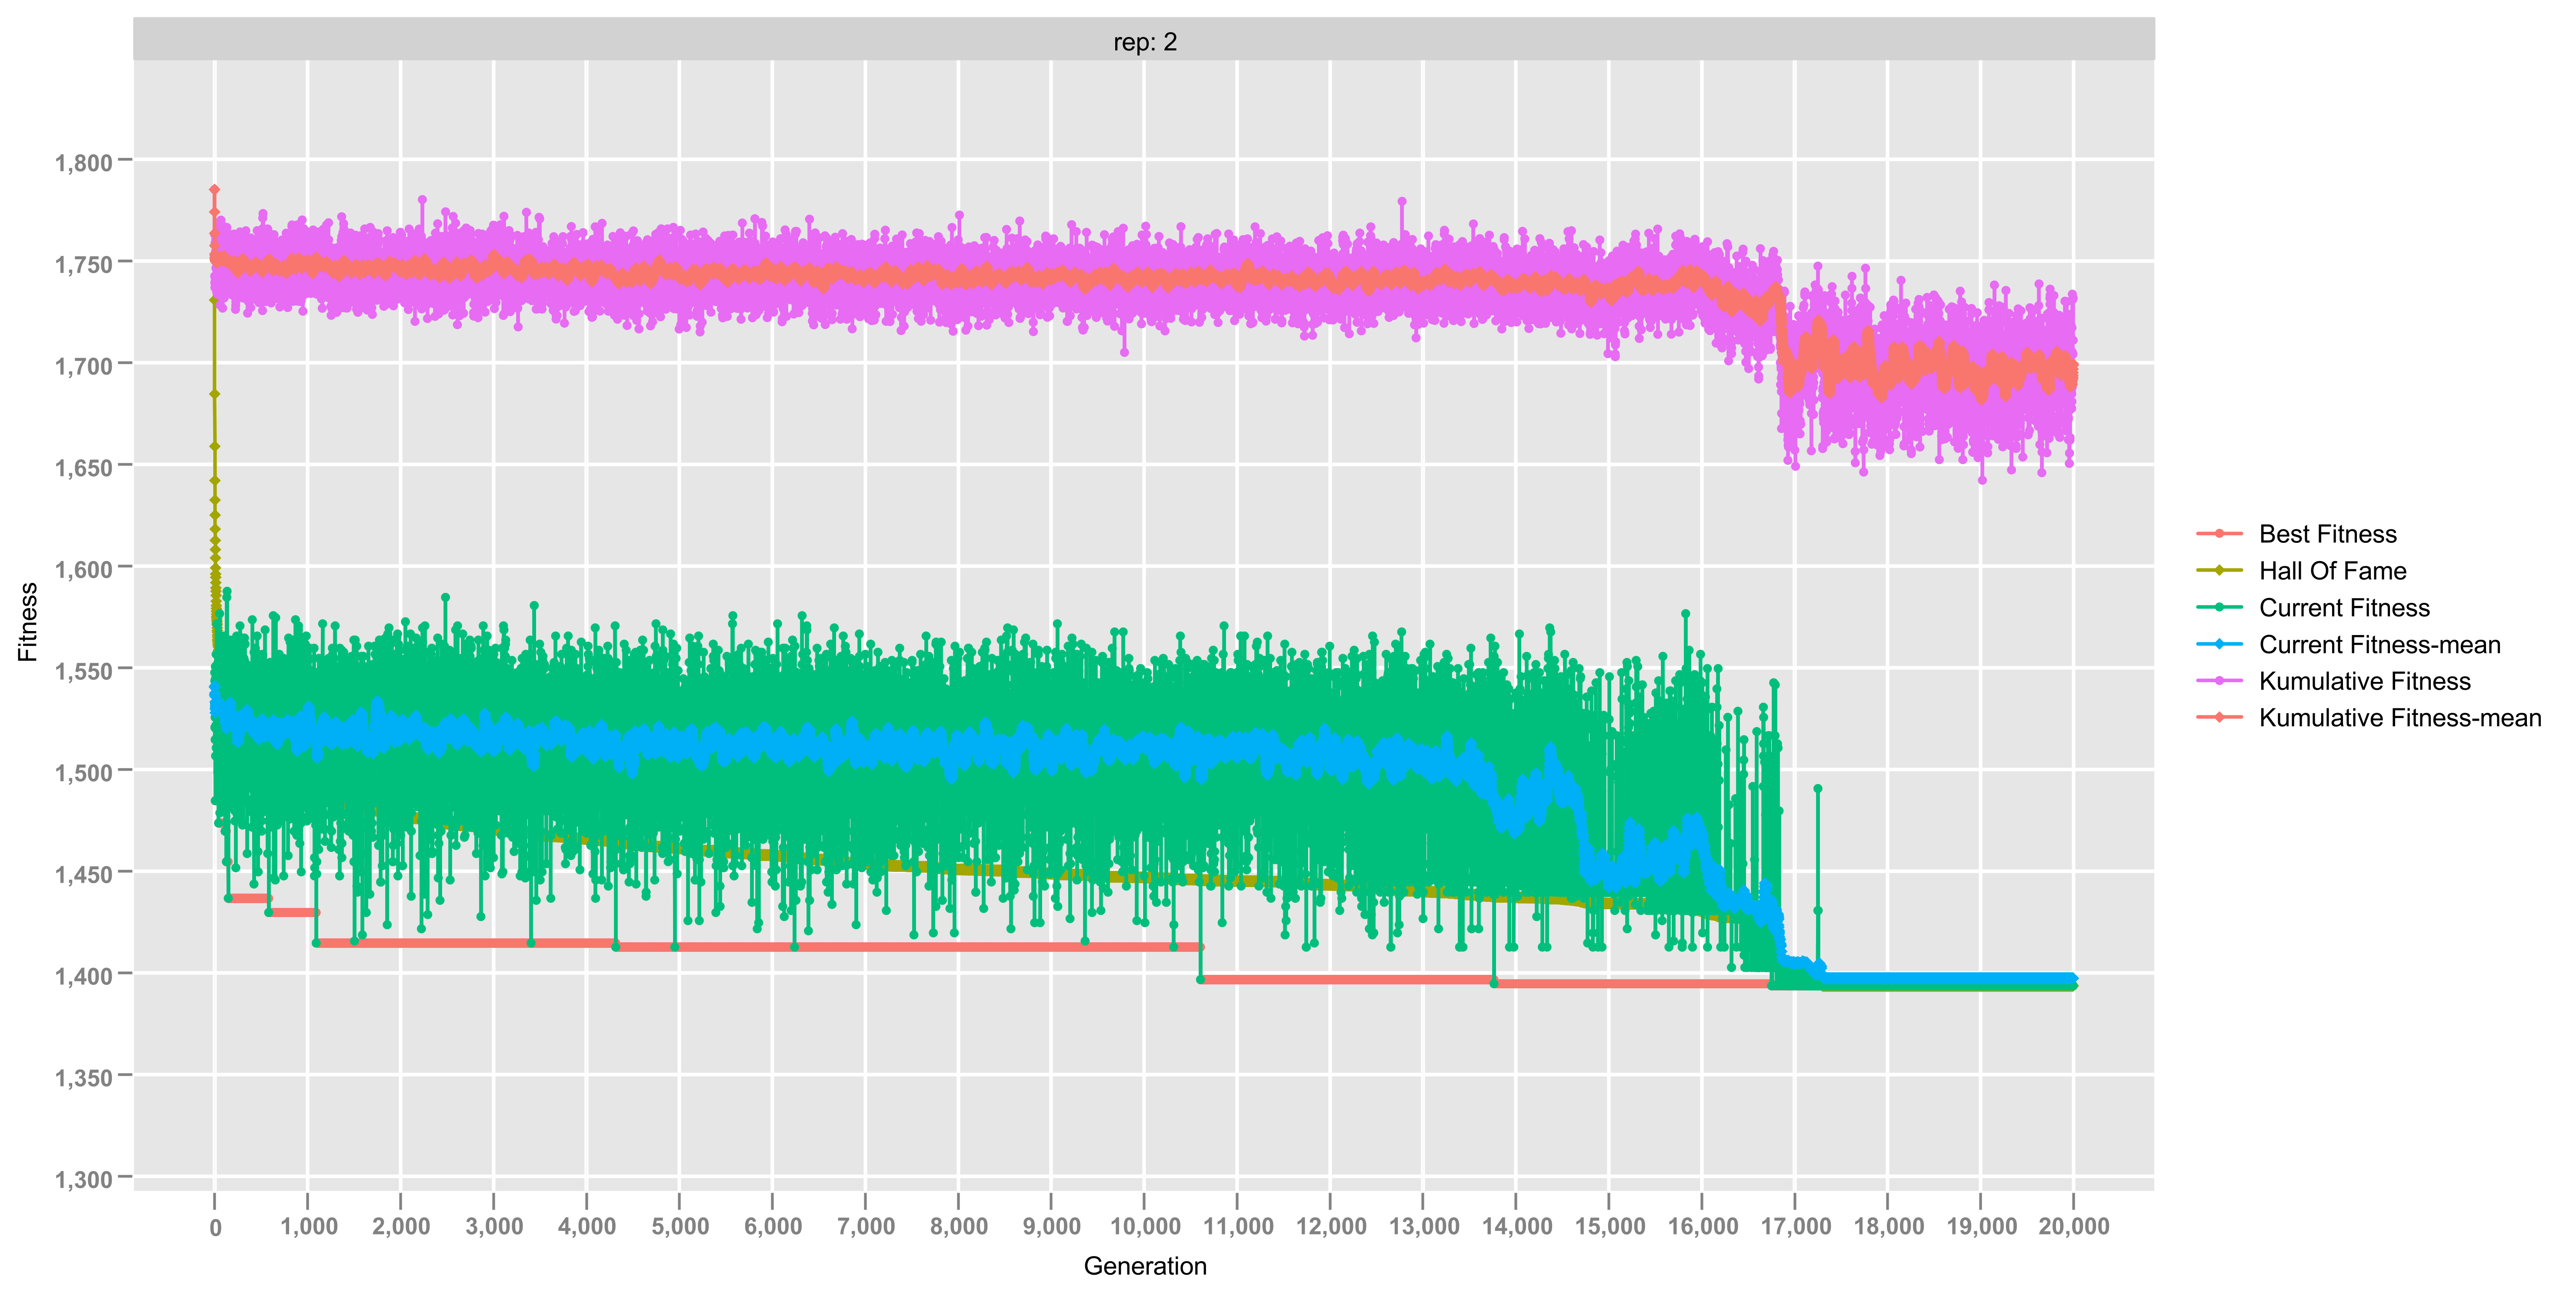 rep: 2
1,800
1,750
1,700
1,650
1,600
1,550
1,500
1,450
1,400
1,350
1,300
Fitness
0 1,000 2,000 3,000 4,000 5,000 6,000 7,000 8,000 9,000 10,000 11,000 12,000 13,000 14,000 15,000 16,000 17,000 18,000 19,000 20,000
Generation
Best Fitness
Hall Of Fame
Current Fitness
Current Fitness-mean
Kumulative Fitness
Kumulative Fitness-mean